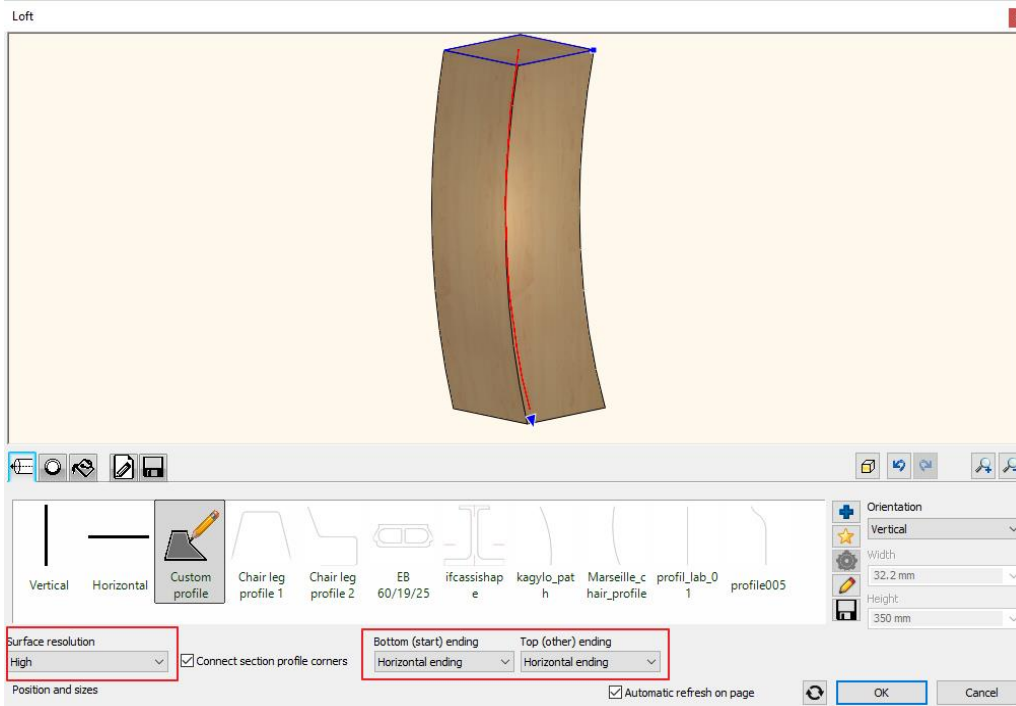 Loft
Vertical
Horizontal
Custom
profile
Chair leg
profile 1
Chair leg
profile 2
EB
60/19/25
ifcassishap
e
kagylo_pat
h
Marseille_c
hair_profile
profil_lab_0
1
profile005
Orientation
Vertical
Width
32.2 mm
Height
350 mm
Surface resolution
High
Connect section profile corners
Bottom (start) ending
Horizontal ending
Top (other) ending
Horizontal ending
Position and sizes
Automatic refresh on page
OK
Cancel